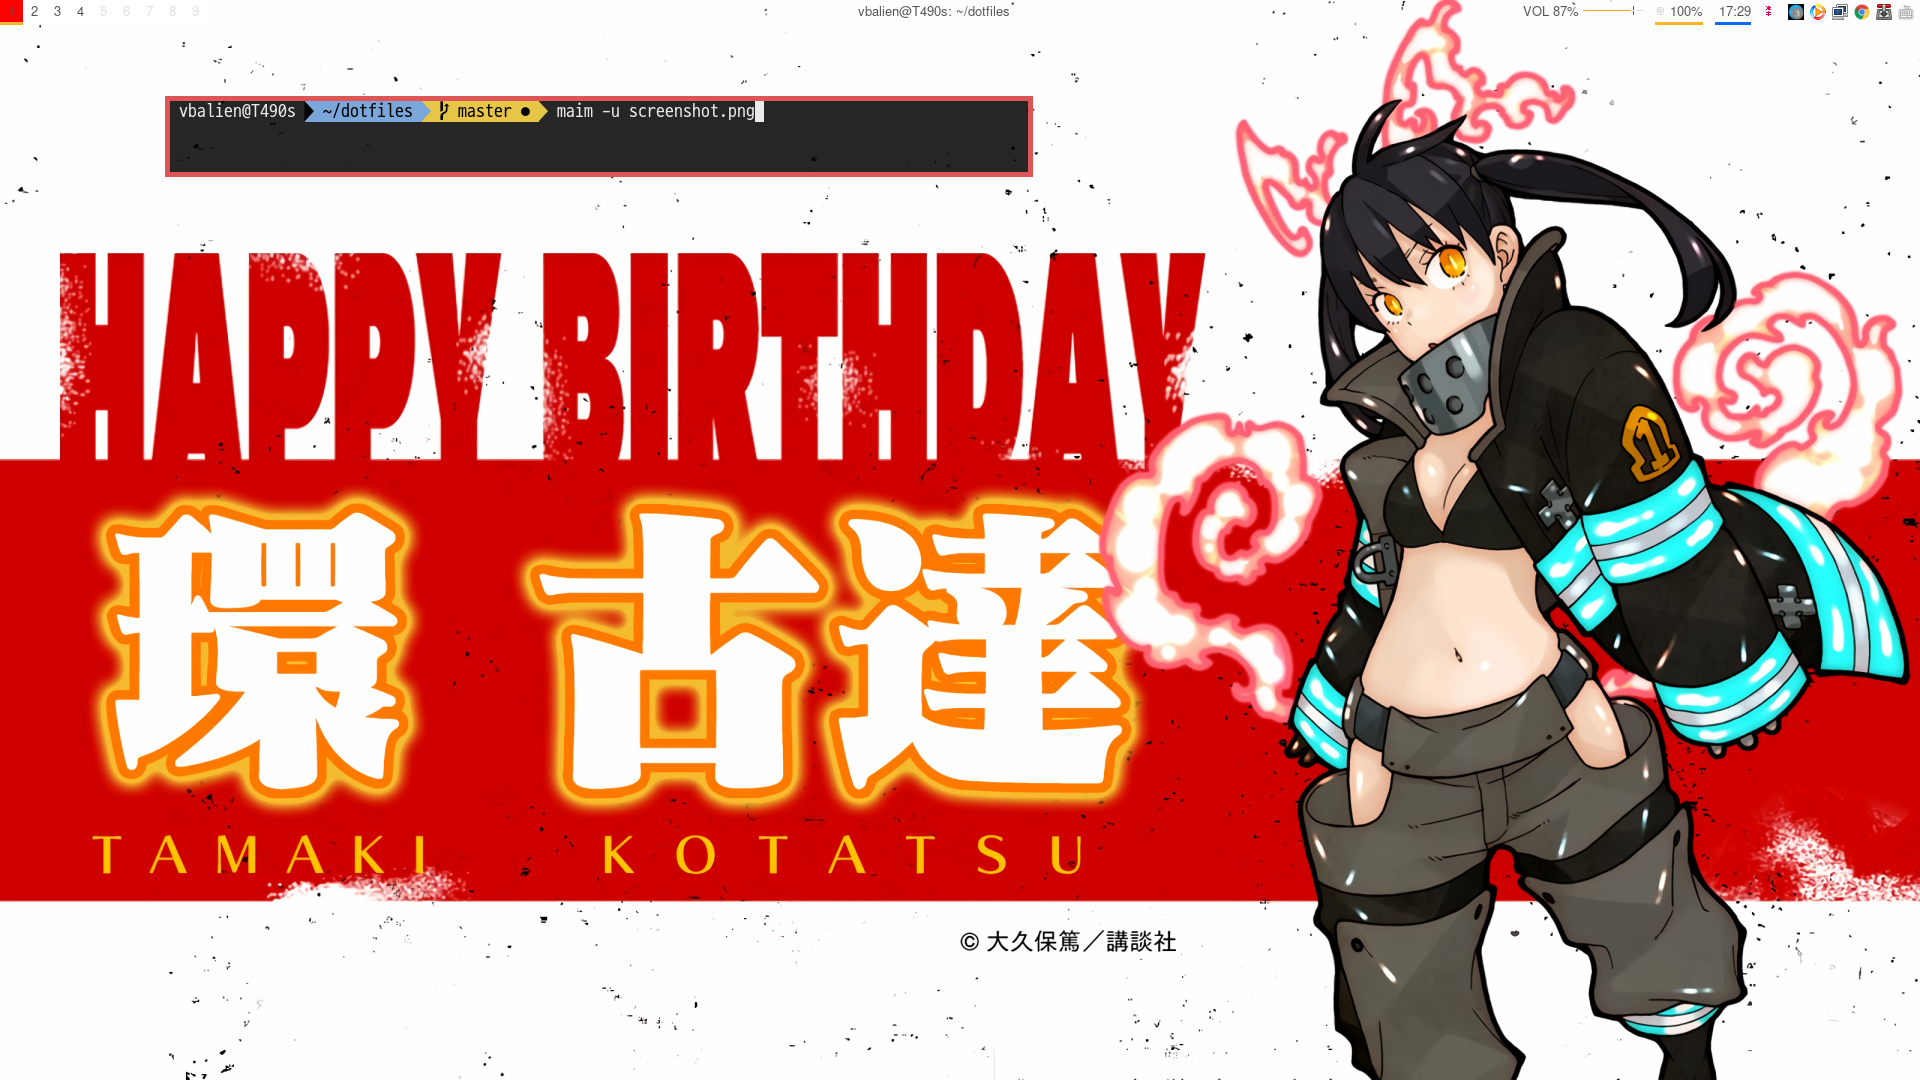 1 2 3 4 5 6 7 8 9 vbalien@T490s: ~/dotfiles VOL 87% 100% 17:29
vbalien@T490s ~/dotfiles master ● maim -u screenshot.png
HAPPY BIRTHDAY
環 古達
TAMAKI KOTATSU
© 大久保篤／講談社
1